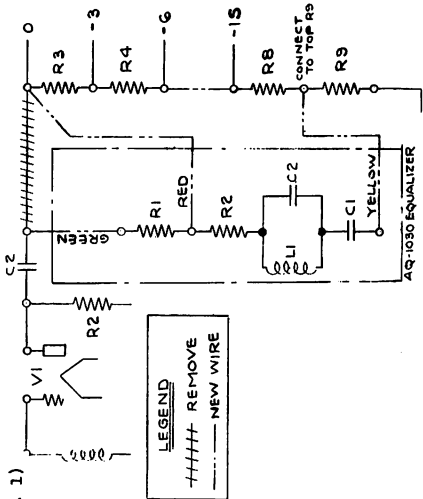 1)
V1
C2
R2
0
-3
-6
-15
R3
R4
R8
R9
CONNECT
TO TOP R9
GREEN
RED
YELLOW
R1
R2
L1
C2
C1
AQ-1030 EQUALIZER
LEGEND
REMOVE
NEW WIRE